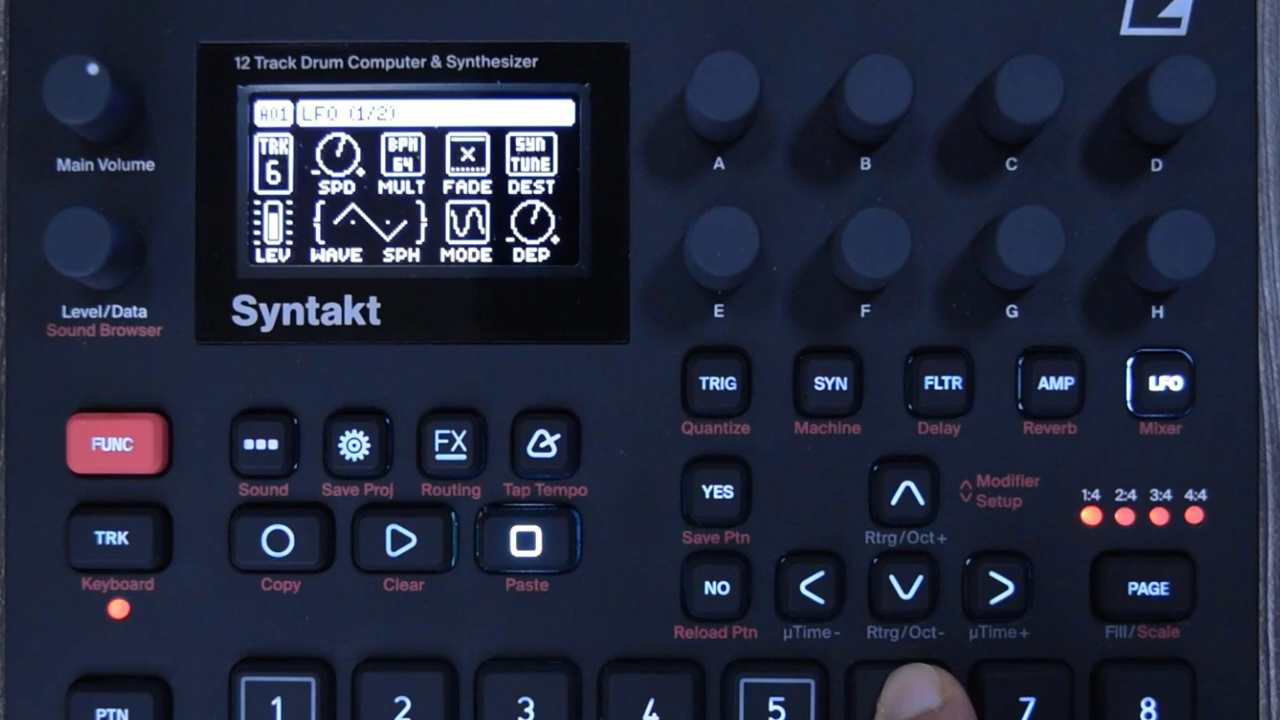 12 Track Drum Computer & Synthesizer
A01 LFO (1/2)
TRK 6
BPM 64
SYN TUNE
SPD MULT FADE DEST
LEV WAVE SPH MODE DEP
Syntakt
Main Volume
Level/Data
Sound Browser
A B C D
E F G H
TRIG SYN FLTR AMP LFO
Quantize Machine Delay Reverb Mixer
FUNC
FX
Sound Save Proj Routing Tap Tempo
YES
Modifier
Setup
1:4 2:4 3:4 4:4
Save Ptn
Rtrg/Oct+
TRK
Keyboard
Copy Clear Paste
NO
PAGE
Reload Ptn µTime- Rtrg/Oct- µTime+ Fill/Scale
PTN
1 2 3 4 5 7 8